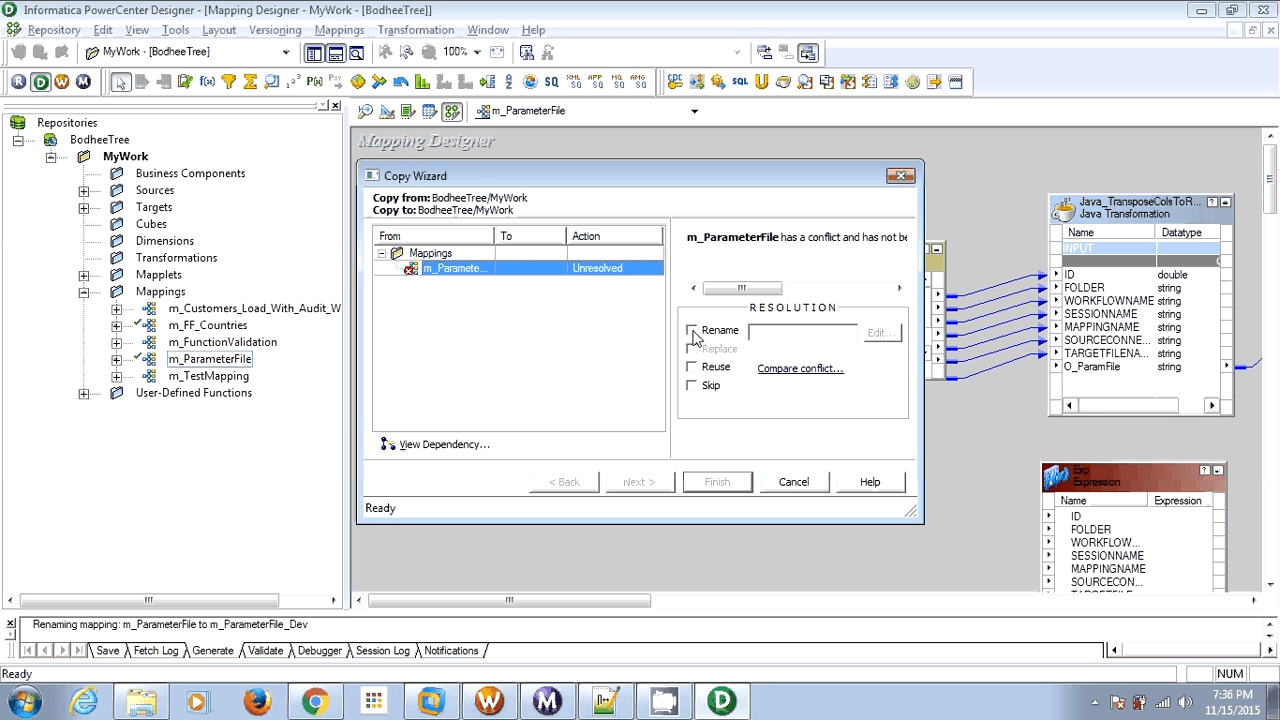 Informatica PowerCenter Designer - [Mapping Designer - MyWork - [BodheeTree]]
Repository Edit View Tools Layout Versioning Mappings Transformation Window Help
MyWork - [BodheeTree]
100%
m_ParameterFile
Repositories
BodheeTree
MyWork
Business Components
Sources
Targets
Cubes
Dimensions
Transformations
Mapplets
Mappings
m_Customers_Load_With_Audit_W
m_FF_Countries
m_FunctionValidation
m_ParameterFile
m_TestMapping
User-Defined Functions
Mapping Designer
Copy Wizard
Copy from: BodheeTree/MyWork
Copy to: BodheeTree/MyWork
From To Action
Mappings
m_Paramete... Unresolved
View Dependency...
m_ParameterFile has a conflict and has not be
RESOLUTION
Rename Edit...
Replace
Reuse Compare conflict...
Skip
< Back Next > Finish Cancel Help
Ready
Java_TransposeColsToR...
Java Transformation
Name Datatype
INPUT
ID double
FOLDER string
WORKFLOWNAME string
SESSIONNAME string
MAPPINGNAME string
SOURCECONNE... string
TARGETFILENA... string
O_ParamFile string
Exp
Expression
Name Expression
ID
FOLDER
WORKFLOW...
SESSIONNAME
MAPPINGNAME
SOURCECON...
Renaming mapping: m_ParameterFile to m_ParameterFile_Dev
Save Fetch Log Generate Validate Debugger Session Log Notifications
Ready NUM
7:36 PM
11/15/2015